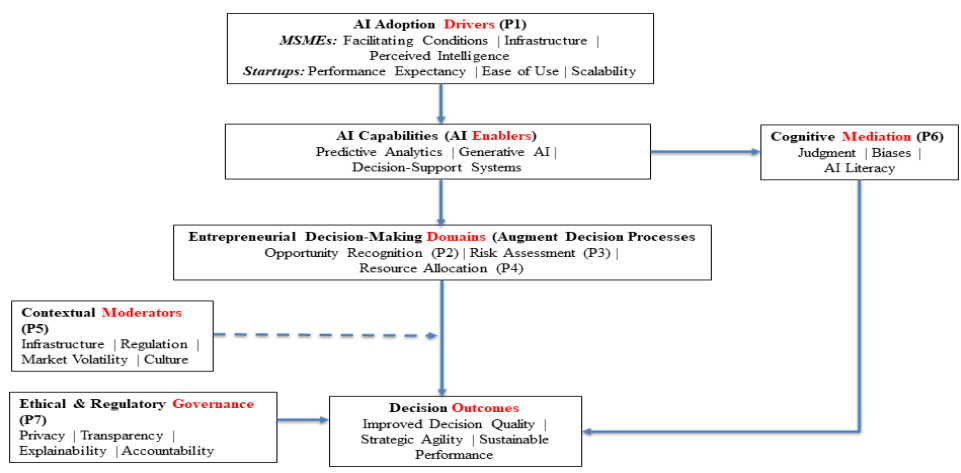 AI Adoption Drivers (P1)
MSMEs: Facilitating Conditions | Infrastructure |
Perceived Intelligence
Startups: Performance Expectancy | Ease of Use | Scalability
AI Capabilities (AI Enablers)
Predictive Analytics | Generative AI |
Decision-Support Systems
Cognitive Mediation (P6)
Judgment | Biases |
AI Literacy
Entrepreneurial Decision-Making Domains (Augment Decision Processes
Opportunity Recognition (P2) | Risk Assessment (P3) |
Resource Allocation (P4)
Contextual Moderators
(P5)
Infrastructure | Regulation |
Market Volatility | Culture
Ethical & Regulatory Governance
(P7)
Privacy | Transparency |
Explainability | Accountability
Decision Outcomes
Improved Decision Quality |
Strategic Agility | Sustainable
Performance